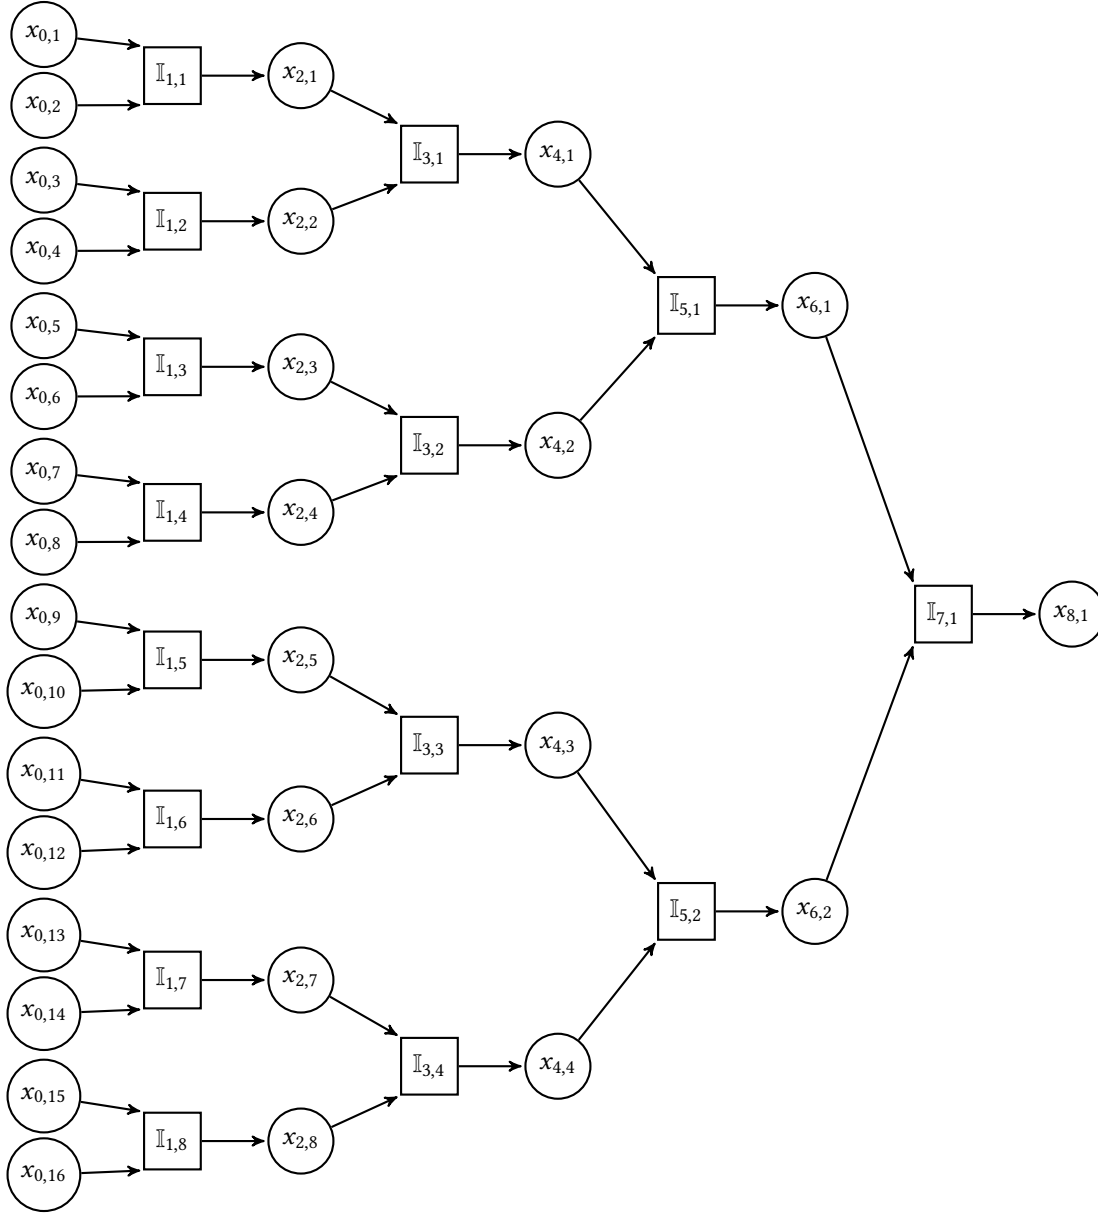 x0,1
x0,2
𝕀1,1
x2,1
x0,3
x0,4
𝕀1,2
x2,2
𝕀3,1
x4,1
x0,5
x0,6
𝕀1,3
x2,3
x0,7
x0,8
𝕀1,4
x2,4
𝕀3,2
x4,2
𝕀5,1
x6,1
x0,9
x0,10
𝕀1,5
x2,5
x0,11
x0,12
𝕀1,6
x2,6
𝕀3,3
x4,3
x0,13
x0,14
𝕀1,7
x2,7
x0,15
x0,16
𝕀1,8
x2,8
𝕀3,4
x4,4
𝕀5,2
x6,2
𝕀7,1
x8,1